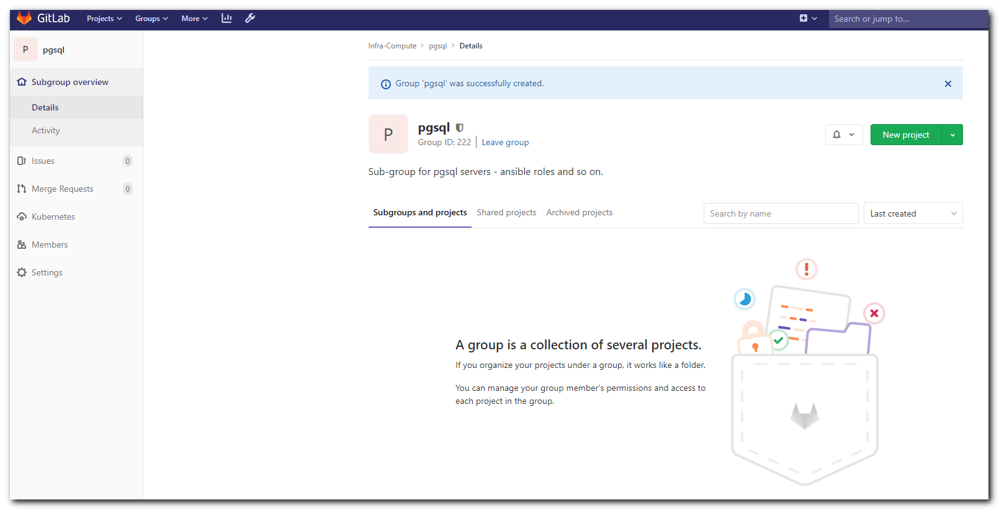 GitLab Projects Groups More Search or jump to...
P pgsql
Subgroup overview
Details
Activity
Issues 0
Merge Requests 0
Kubernetes
Members
Settings
Infra-Compute > pgsql > Details
Group 'pgsql' was successfully created.
P
pgsql
Group ID: 222 | Leave group
New project
Sub-group for pgsql servers - ansible roles and so on.
Subgroups and projects Shared projects Archived projects Search by name Last created
A group is a collection of several projects.
If you organize your projects under a group, it works like a folder.
You can manage your group member’s permissions and access to
each project in the group.